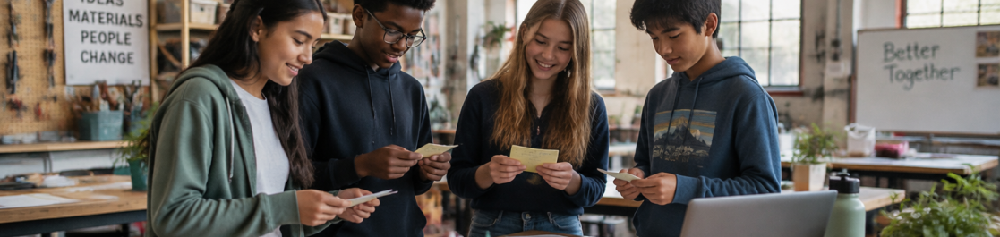 IDEAS
MATERIALS
PEOPLE
CHANGE
Better
Together